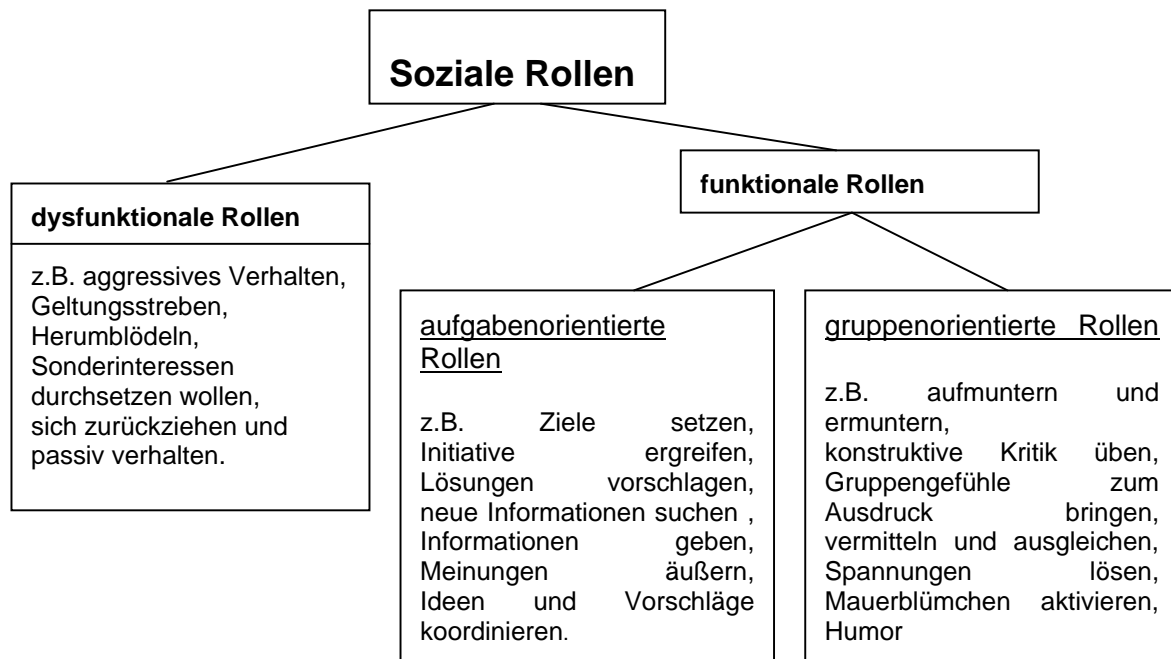 Soziale Rollen
dysfunktionale Rollen
z.B. aggressives Verhalten,
Geltungsstreben,
Herumblödeln,
Sonderinteressen
durchsetzen wollen,
sich zurückziehen und
passiv verhalten.
funktionale Rollen
aufgabenorientierte
Rollen
z.B. Ziele setzen,
Initiative ergreifen,
Lösungen vorschlagen,
neue Informationen suchen ,
Informationen geben,
Meinungen äußern,
Ideen und Vorschläge
koordinieren.
gruppenorientierte Rollen
z.B. aufmuntern und
ermuntern,
konstruktive Kritik üben,
Gruppengefühle zum
Ausdruck bringen,
vermitteln und ausgleichen,
Spannungen lösen,
Mauerblümchen aktivieren,
Humor